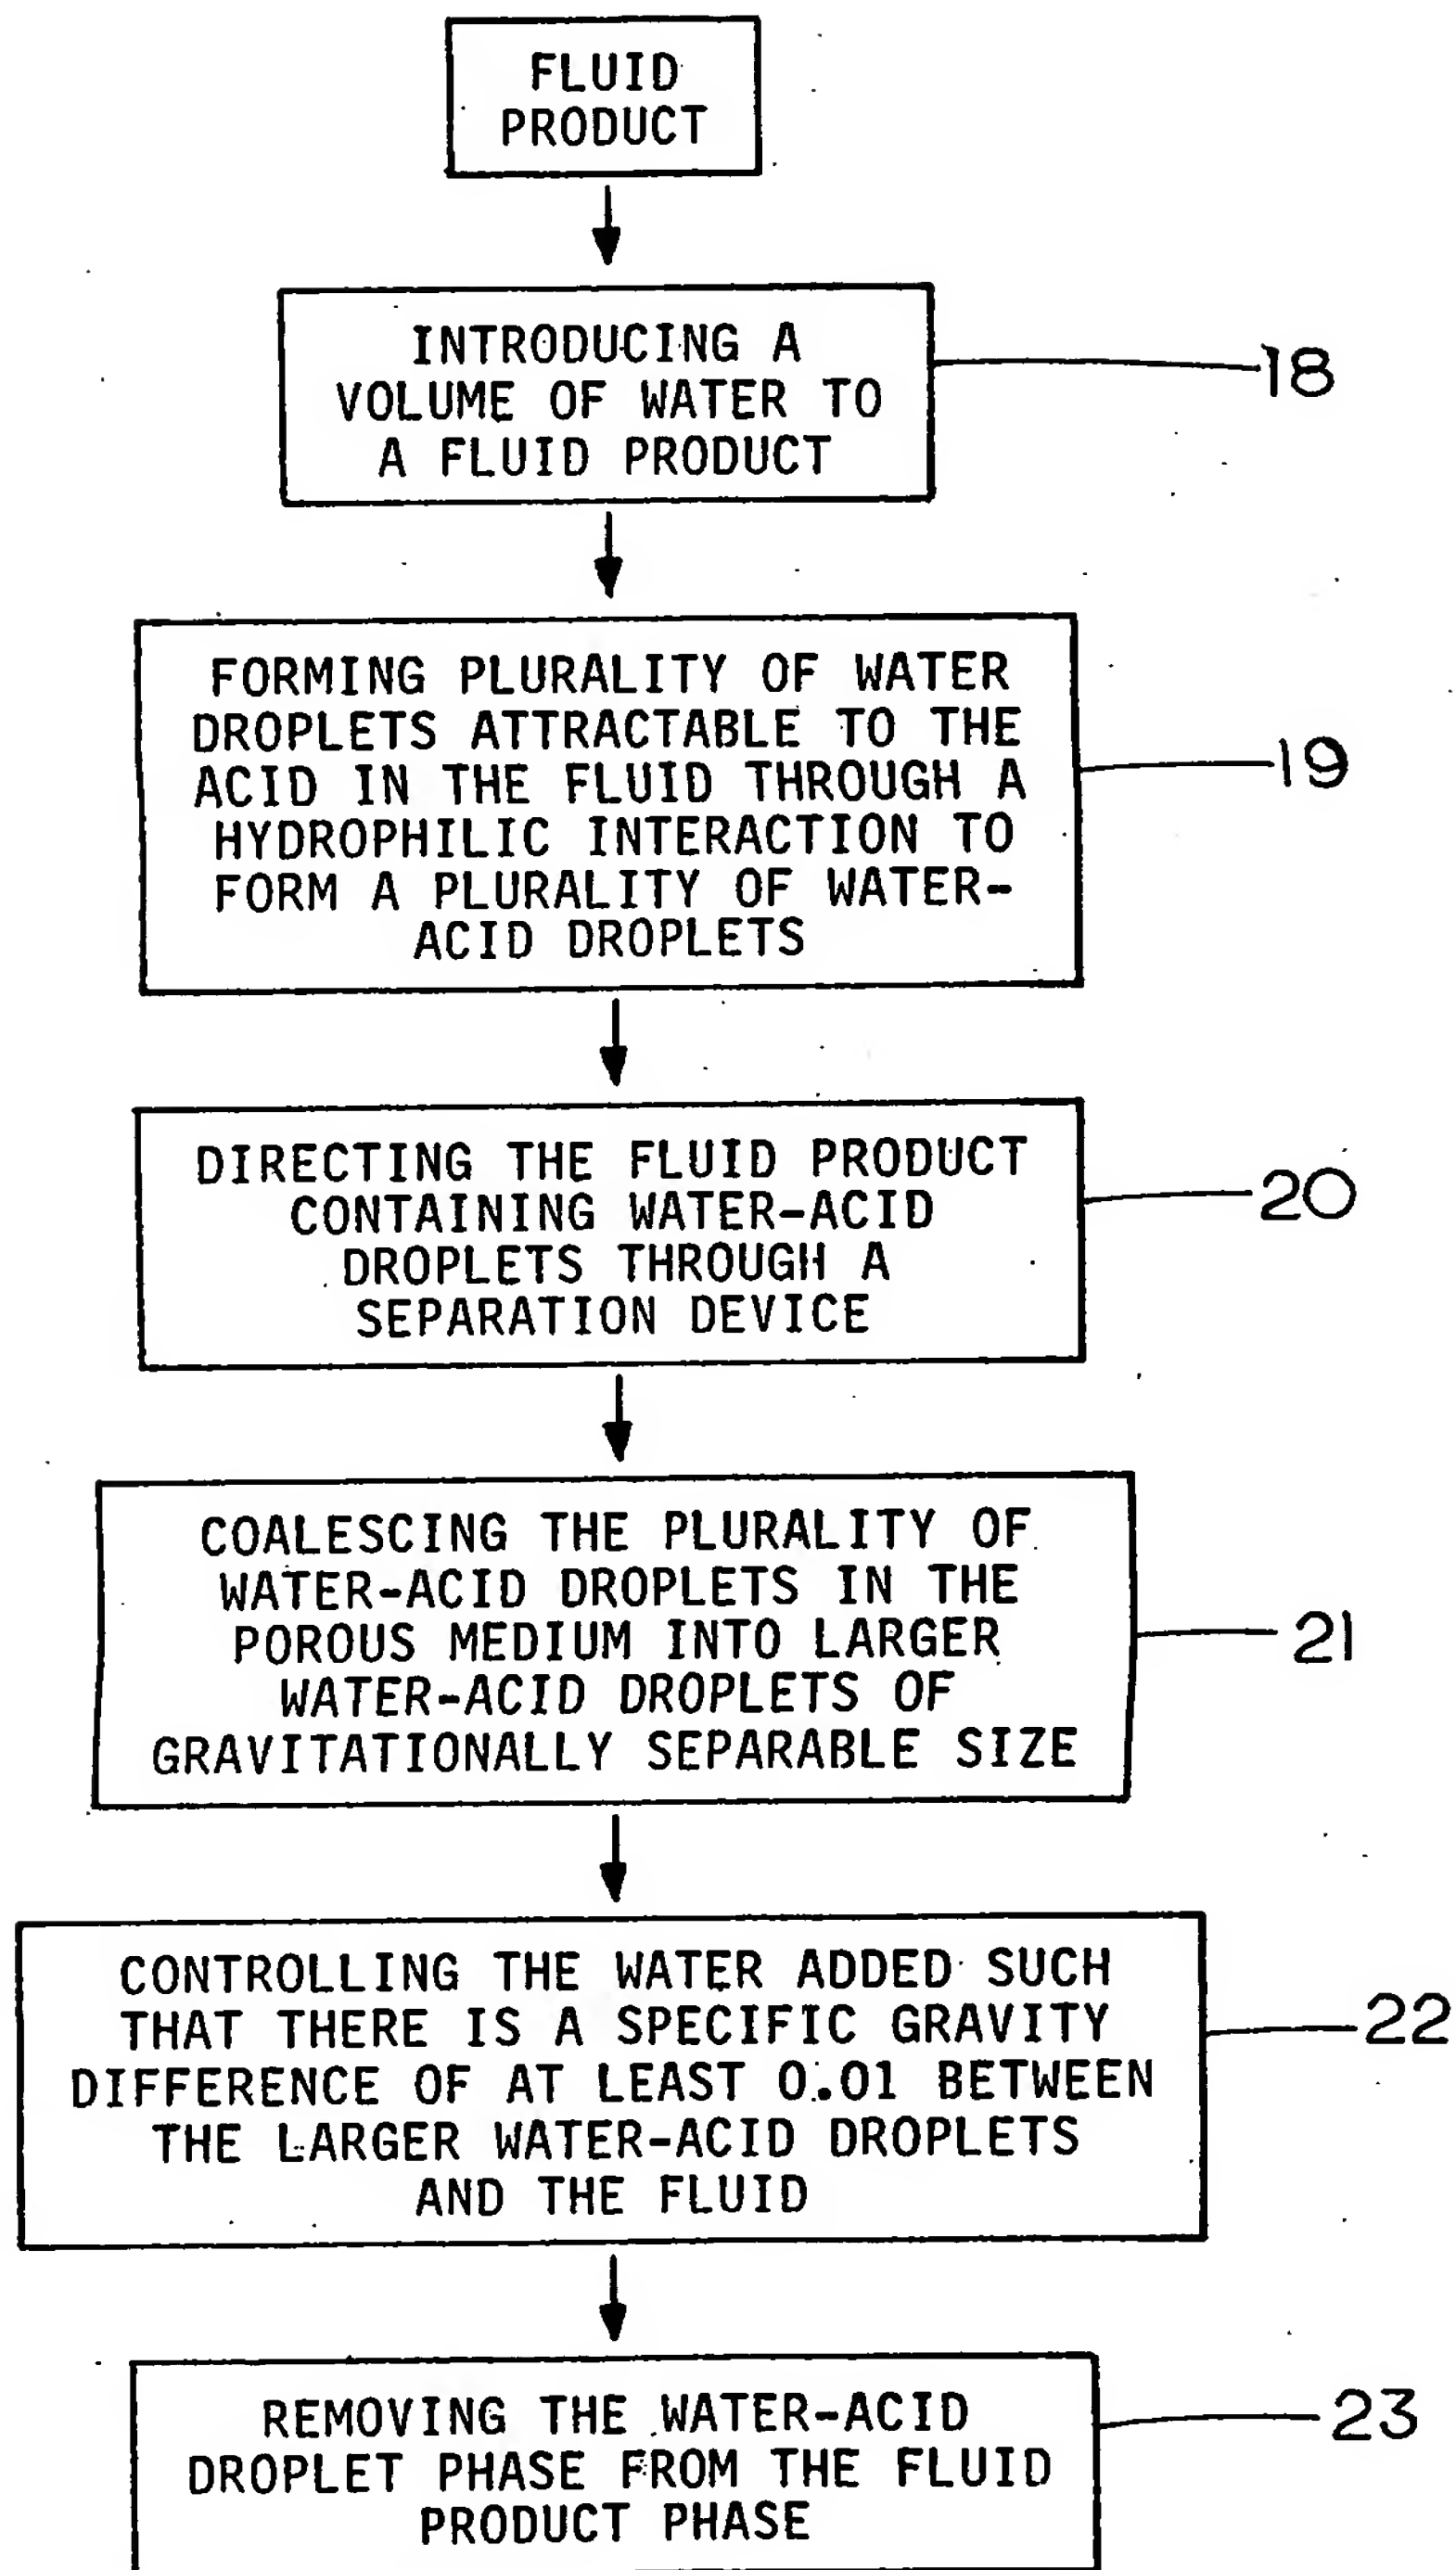 FLUID
PRODUCT
INTRODUCING A
VOLUME OF WATER TO
A FLUID PRODUCT
18
FORMING PLURALITY OF WATER
DROPLETS ATTRACTABLE TO THE
ACID IN THE FLUID THROUGH A
HYDROPHILIC INTERACTION TO
FORM A PLURALITY OF WATER-
ACID DROPLETS
19
DIRECTING THE FLUID PRODUCT
CONTAINING WATER-ACID
DROPLETS THROUGH A
SEPARATION DEVICE
20
COALESCING THE PLURALITY OF
WATER-ACID DROPLETS IN THE
POROUS MEDIUM INTO LARGER
WATER-ACID DROPLETS OF
GRAVITATIONALLY SEPARABLE SIZE
21
CONTROLLING THE WATER ADDED SUCH
THAT THERE IS A SPECIFIC GRAVITY
DIFFERENCE OF AT LEAST 0.01 BETWEEN
THE LARGER WATER-ACID DROPLETS
AND THE FLUID
22
REMOVING THE WATER-ACID
DROPLET PHASE FROM THE FLUID
PRODUCT PHASE
23